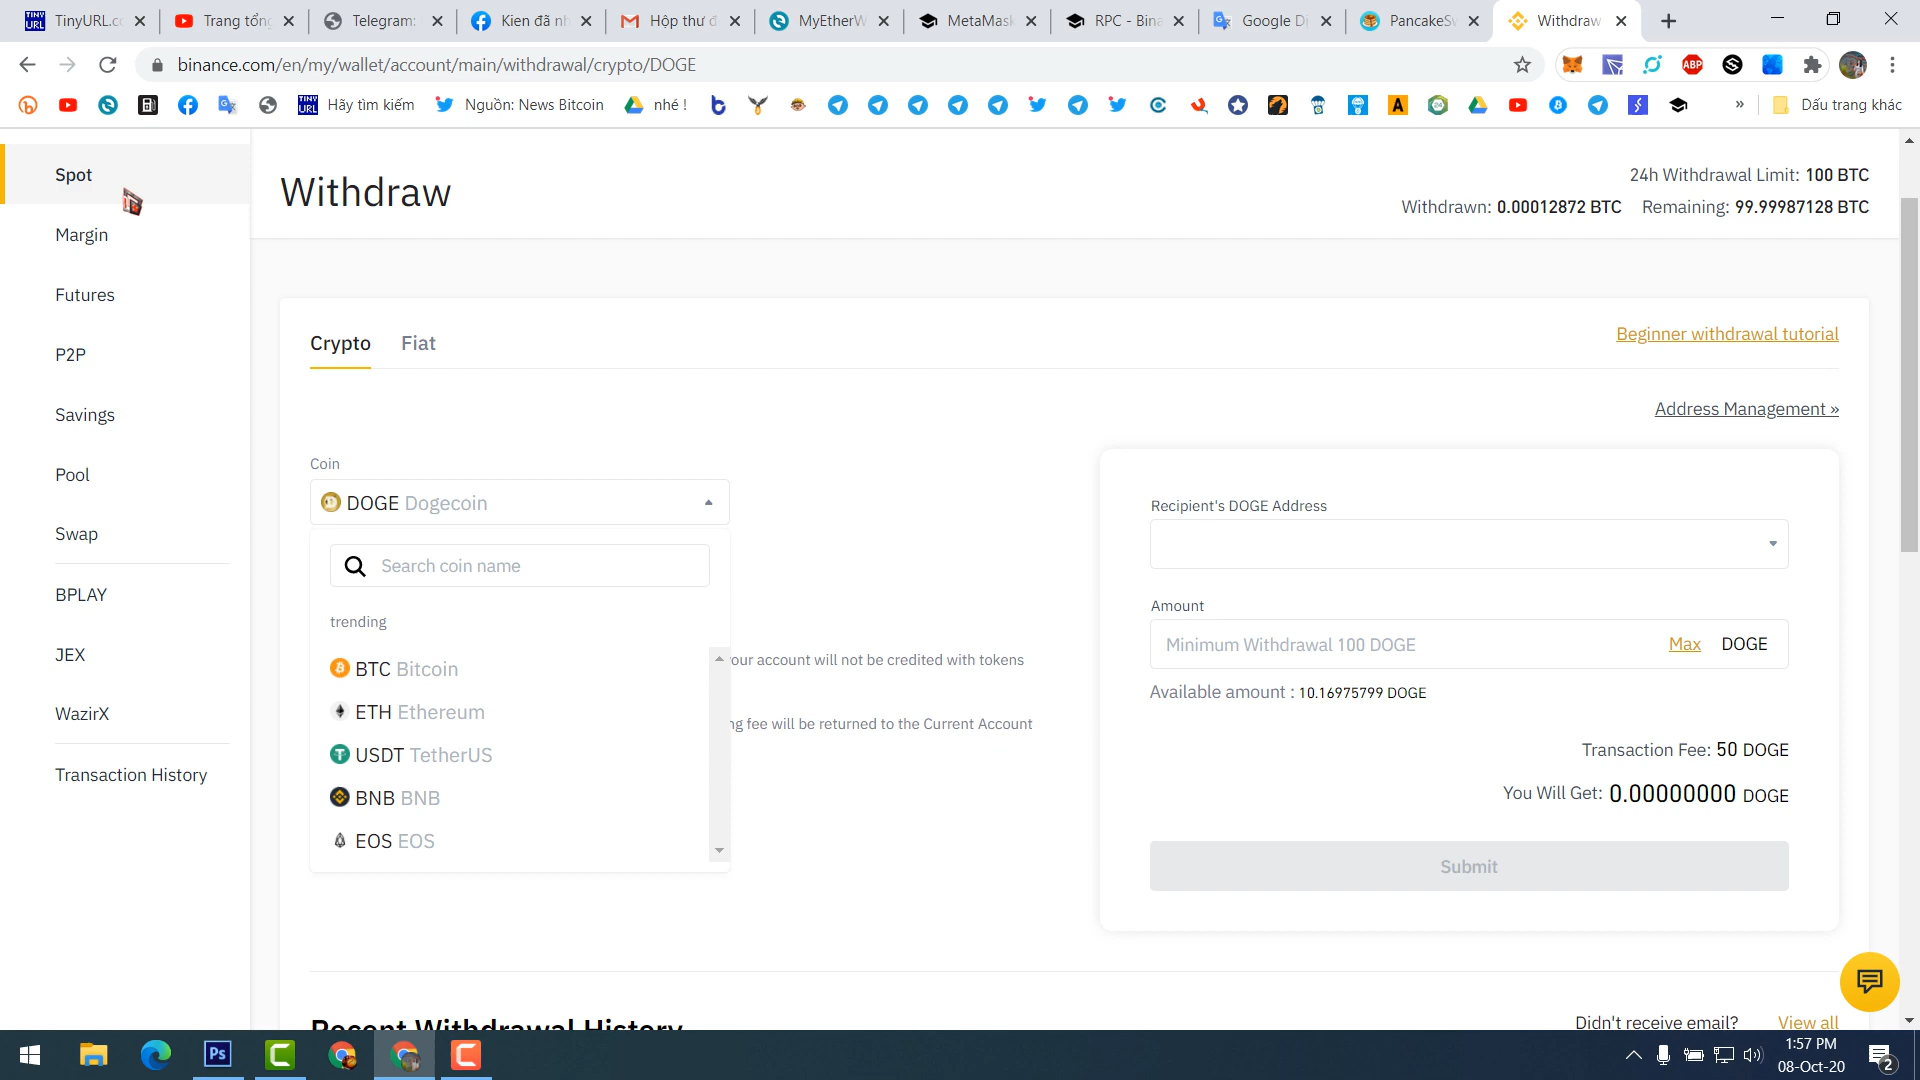 TinyURL.co
Trang tổng
Telegram:
Kien đã nh
Hộp thư đ
MyEtherW
MetaMask
RPC - Bina
Google Di
PancakeSw
Withdraw
binance.com/en/my/wallet/account/main/withdrawal/crypto/DOGE
Hãy tìm kiếm
Nguồn: News Bitcoin
nhé !
Dấu trang khác
Spot
Margin
Futures
P2P
Savings
Pool
Swap
BPLAY
JEX
WazirX
Transaction History
Withdraw
24h Withdrawal Limit: 100 BTC
Withdrawn: 0.00012872 BTC Remaining: 99.99987128 BTC
Crypto Fiat
Beginner withdrawal tutorial
Address Management »
Coin
DOGE Dogecoin
Search coin name
trending
BTC Bitcoin
ETH Ethereum
USDT TetherUS
BNB BNB
EOS EOS
our account will not be credited with tokens
ng fee will be returned to the Current Account
Recipient's DOGE Address
Amount
Minimum Withdrawal 100 DOGE Max DOGE
Available amount : 10.16975799 DOGE
Transaction Fee: 50 DOGE
You Will Get: 0.00000000 DOGE
Submit
Recent Withdrawal History
Didn't receive email? View all
1:57 PM
08-Oct-20
2